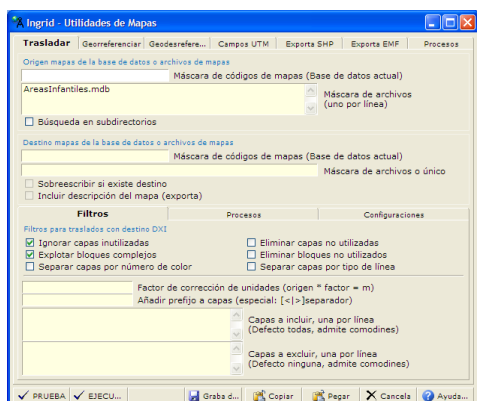 Ingrid - Utilidades de Mapas
Trasladar Georreferenciar Geodesrefere... Campos UTM Exporta SHP Exporta EMF Procesos
Origen mapas de la base de datos o archivos de mapas
Máscara de códigos de mapas (Base de datos actual)
AreasInfantiles.mdb
Máscara de archivos
(uno por línea)
Búsqueda en subdirectorios
Destino mapas de la base de datos o archivos de mapas
Máscara de códigos de mapas (Base de datos actual)
Máscara de archivos o único
Sobreescribir si existe destino
Incluir descripción del mapa (exporta)
Filtros Procesos Configuraciones
Filtros para traslados con destino DXI
Ignorar capas inutilizadas Eliminar capas no utilizadas
Explotar bloques complejos Eliminar bloques no utilizados
Separar capas por número de color Separar capas por tipo de línea
Factor de corrección de unidades (origen * factor = m)
Añadir prefijo a capas (especial: [<|>]separador)
Capas a incluir, una por línea
(Defecto todas, admite comodines)
Capas a excluir, una por línea
(Defecto ninguna, admite comodines)
PRUEBA EJECU... Graba d... Copiar Pegar Cancela Ayuda...